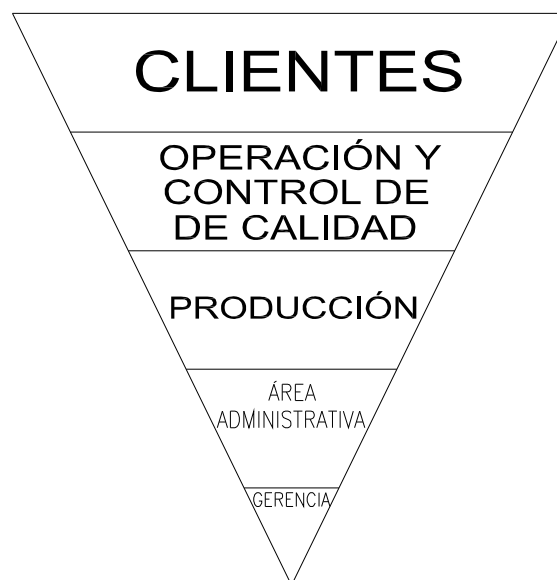 CLIENTES
OPERACIÓN Y
CONTROL DE
DE CALIDAD
PRODUCCIÓN
ÁREA
ADMINISTRATIVA
GERENCIA